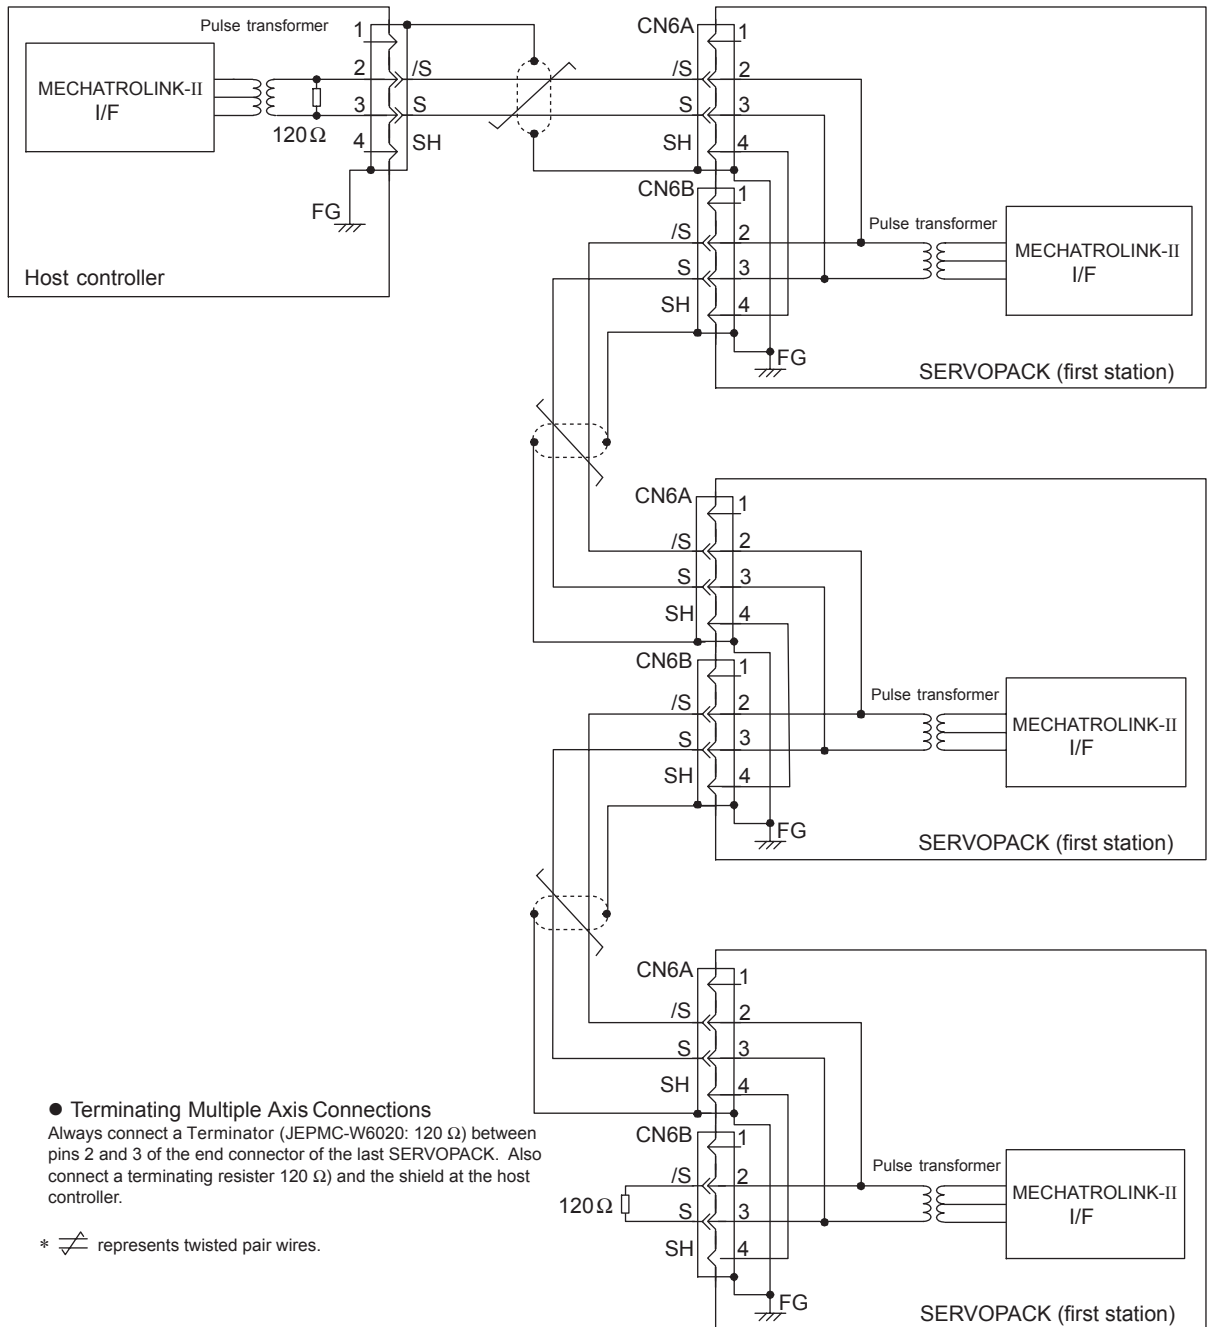 Pulse transformer
1
MECHATROLINK-II
I/F
2
/S
120Ω
3
S
4
SH
FG
Host controller
CN6A
1
/S
2
S
3
SH
4
CN6B
1
/S
2
S
3
SH
4
Pulse transformer
MECHATROLINK-II
I/F
FG
SERVOPACK (first station)
CN6A
1
/S
2
S
3
SH
4
CN6B
1
/S
2
S
3
SH
4
Pulse transformer
MECHATROLINK-II
I/F
FG
SERVOPACK (first station)
CN6A
1
/S
2
S
3
SH
4
CN6B
1
/S
2
120Ω
S
3
SH
4
Pulse transformer
MECHATROLINK-II
I/F
FG
SERVOPACK (first station)
● Terminating Multiple Axis Connections
Always connect a Terminator (JEPMC-W6020: 120 Ω) between
pins 2 and 3 of the end connector of the last SERVOPACK. Also
connect a terminating resister 120 Ω) and the shield at the host
controller.
* represents twisted pair wires.